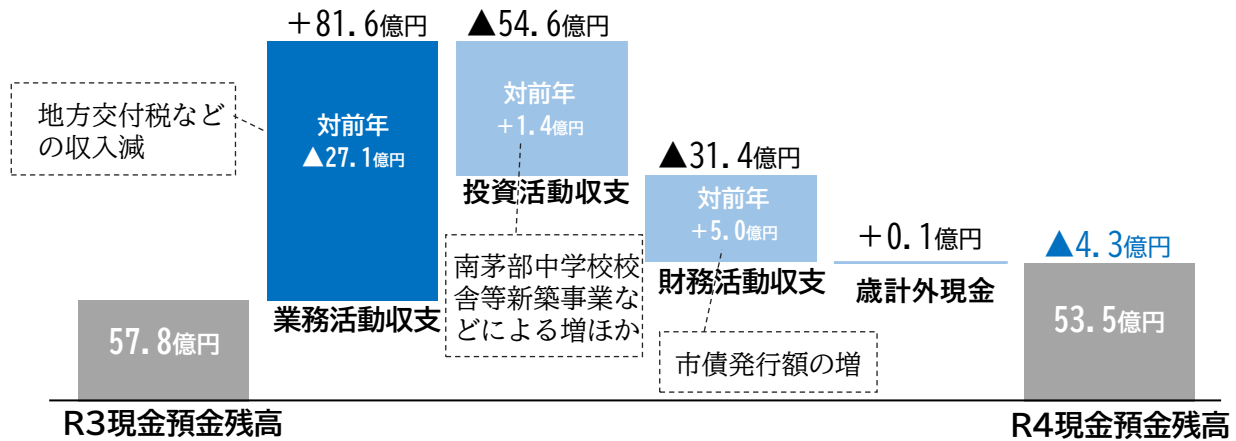 +81.6億円
▲54.6億円
地方交付税など
の収入減
対前年
▲27.1億円
対前年
+1.4億円
投資活動収支
▲31.4億円
対前年
+5.0億円
+0.1億円
▲4.3億円
57.8億円
業務活動収支
南茅部中学校校
舎等新築事業な
どによる増ほか
財務活動収支
歳計外現金
市債発行額の増
53.5億円
R3現金預金残高
R4現金預金残高